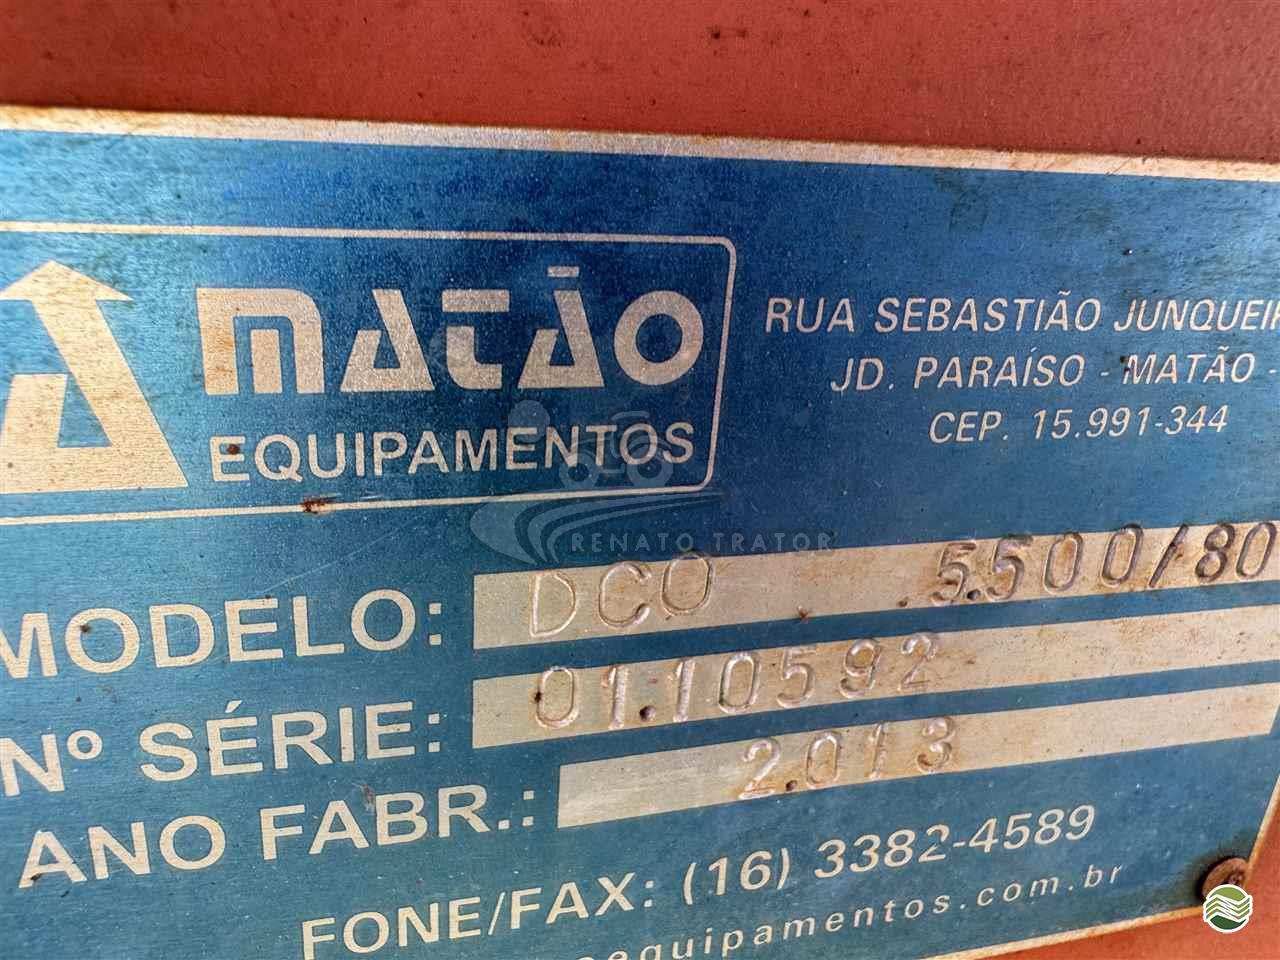 MATÃO
EQUIPAMENTOS
RUA SEBASTIÃO
JD. PARAÍSO - MATÃO -
CEP. 15.991-344
RENATO TRATOR
MODELO: DCO 5.500/80
Nº SÉRIE: 01.10592
ANO FABR.: 2.013
FONE/FAX: (16) 3382-4589
equipamentos.com.br